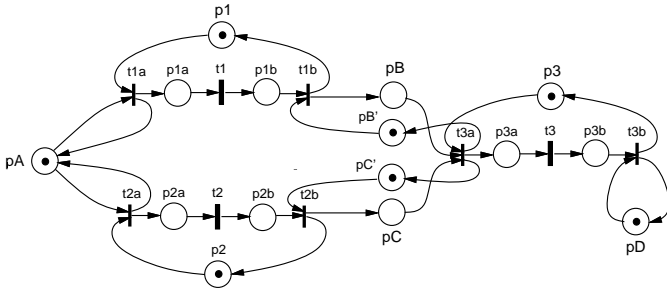 p1
p3
t1a p1a t1 p1b t1b pB
pB' t3a p3a t3 p3b t3b
pA
pC'
t2a p2a t2 p2b t2b
pC
p2
pD